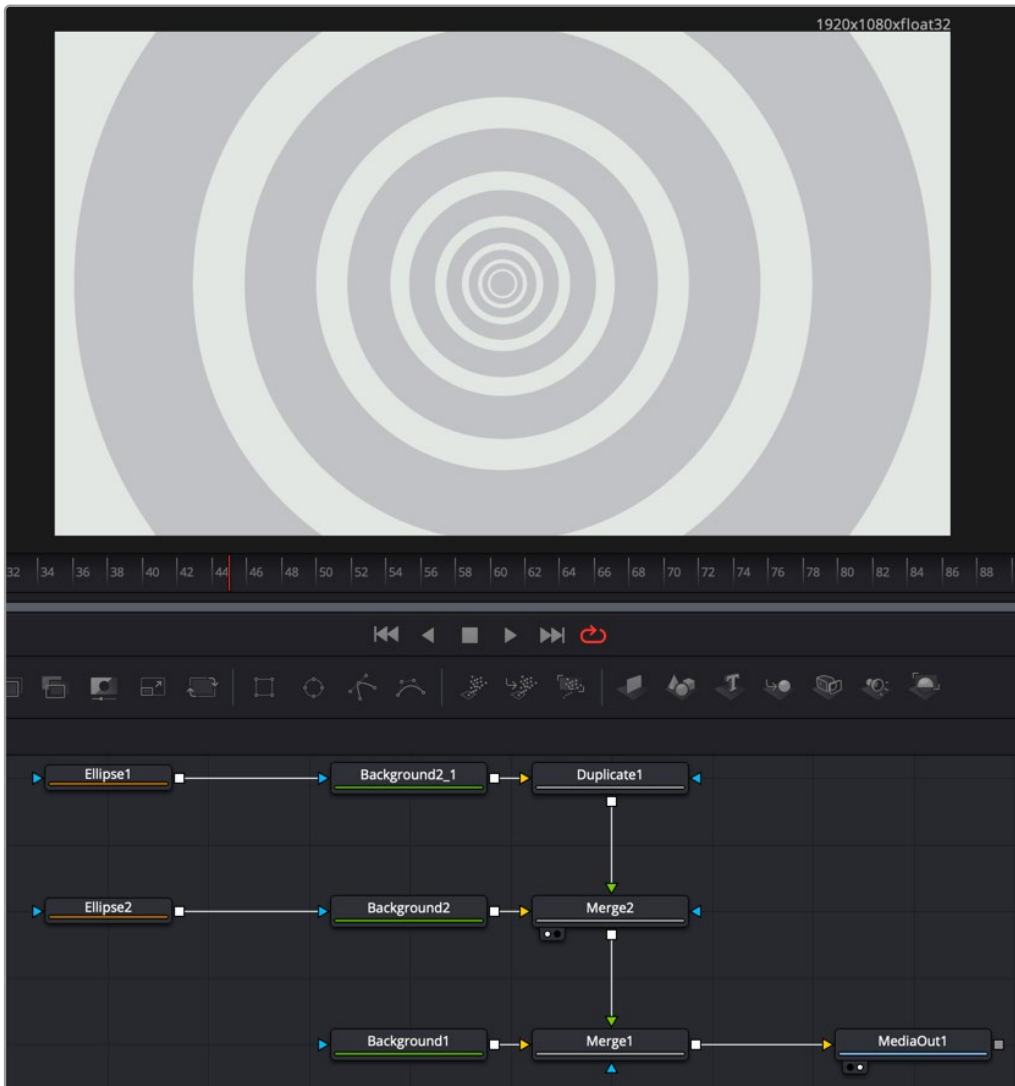 1920x1080xfloat32
32 34 36 38 40 42 44 46 48 50 52 54 56 58 60 62 64 66 68 70 72 74 76 78 80 82 84 86 88
T
Ellipse1 Background2_1 Duplicate1
Ellipse2 Background2 Merge2
Background1 Merge1 MediaOut1